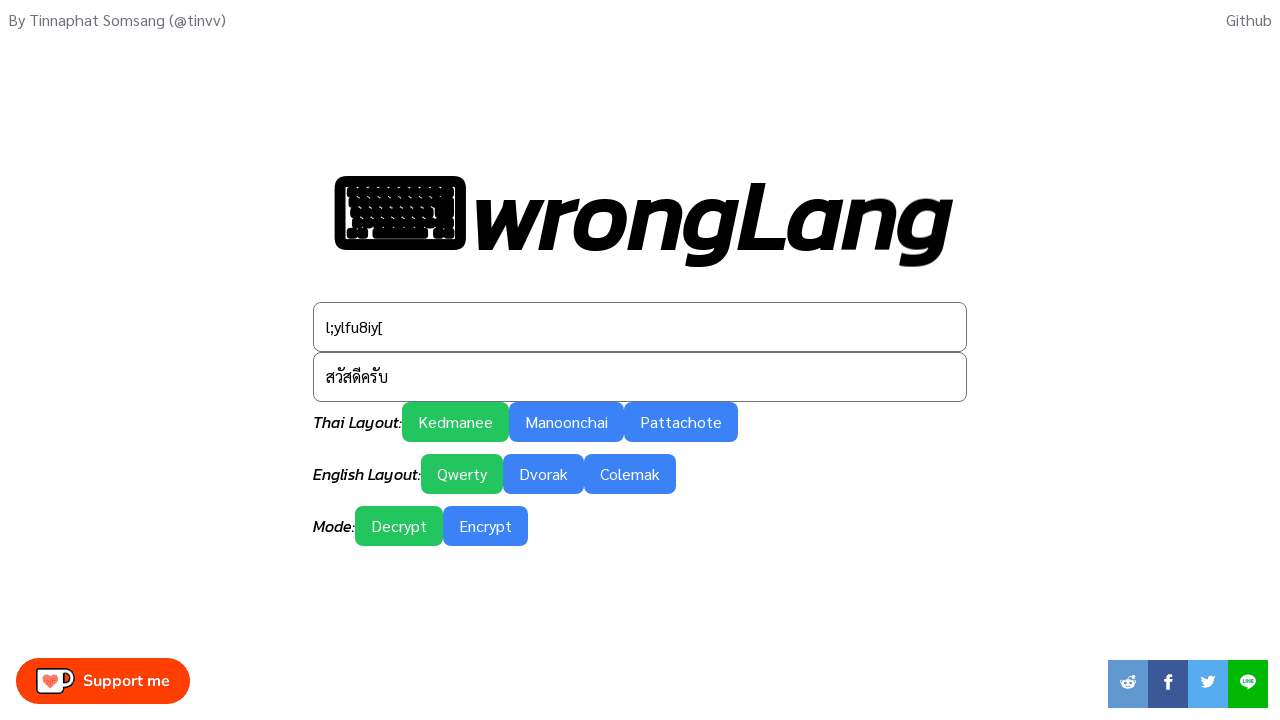 By Tinnaphat Somsang (@tinvv)
Github
wrongLang
l;ylfu8iy[
สวัสดีครับ
Thai Layout: Kedmanee Manoonchai Pattachote
English Layout: Qwerty Dvorak Colemak
Mode: Decrypt Encrypt
Support me
LINE